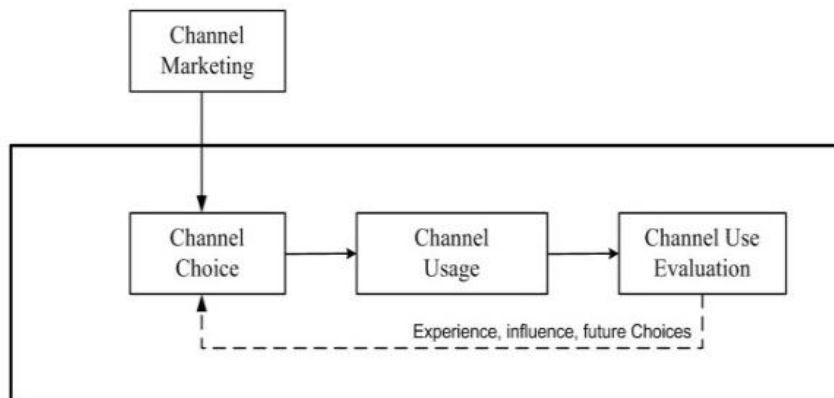 Channel
Marketing
Channel
Choice
Channel
Usage
Channel Use
Evaluation
Experience, influence, future Choices